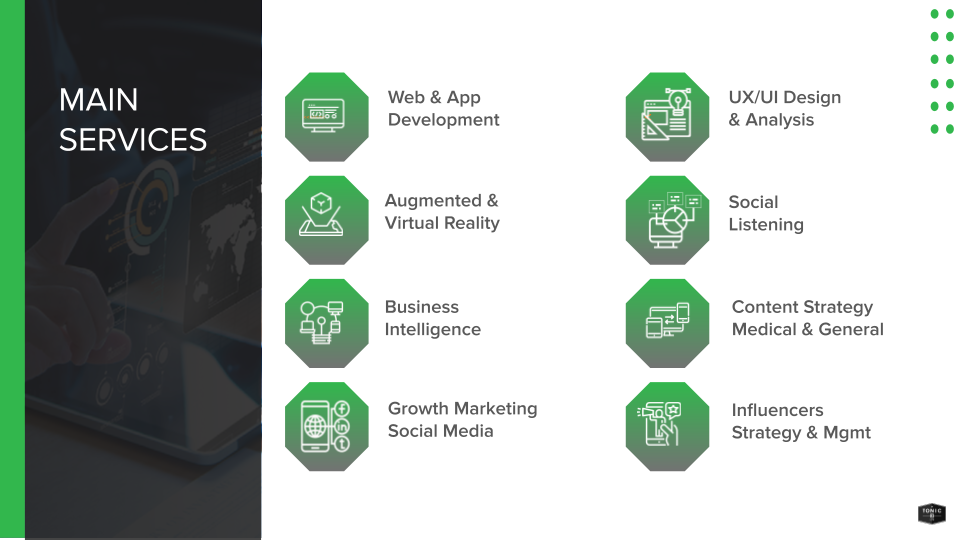 MAIN
SERVICES
Web & App
Development
UX/UI Design
& Analysis
Augmented &
Virtual Reality
Social
Listening
Business
Intelligence
Content Strategy
Medical & General
Growth Marketing
Social Media
Influencers
Strategy & Mgmt
f
in
t
TONIC